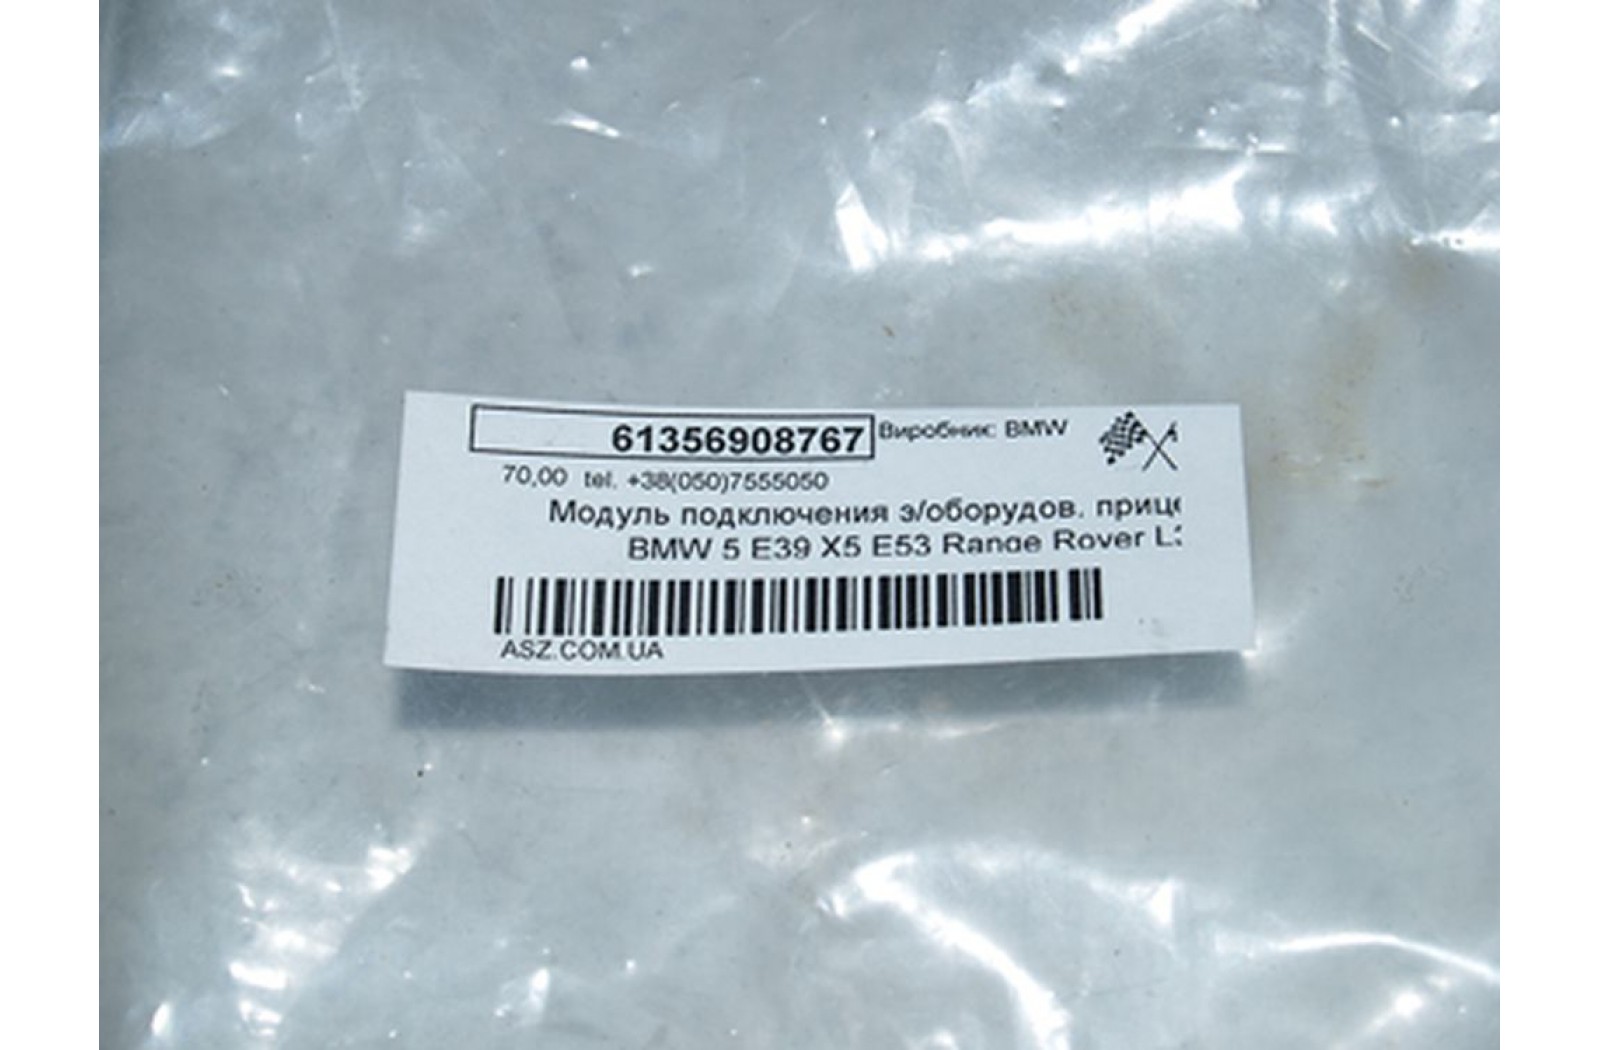 61356908767 Виробник: BMW
70,00 tel. +38(050)7555050
Модуль подключения э/оборудов.
BMW 5 E39 X5 E53 Range Rover
ASZ.COM.UA